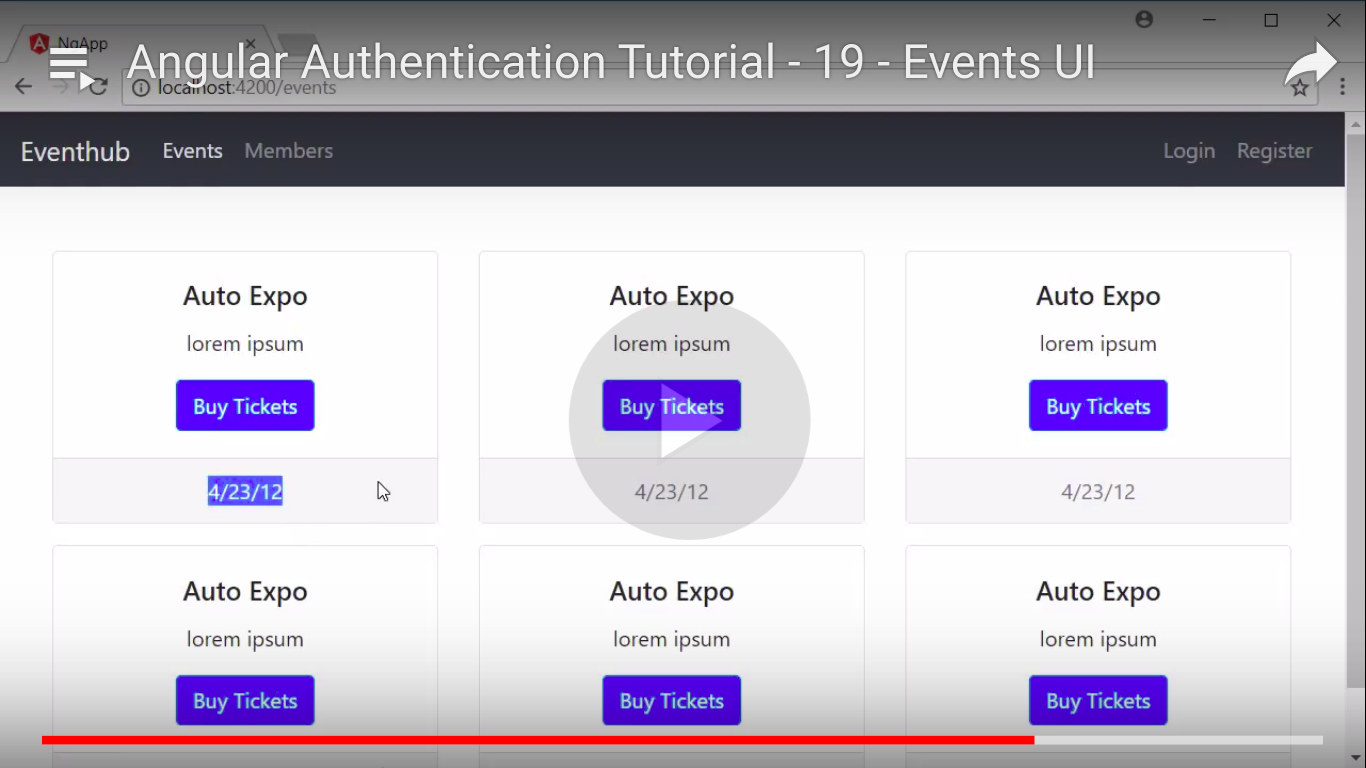 NgApp
Angular Authentication Tutorial - 19 - Events UI
localhost:4200/events
Eventhub Events Members Login Register
Auto Expo Auto Expo Auto Expo
lorem ipsum lorem ipsum lorem ipsum
Buy Tickets Buy Tickets Buy Tickets
4/23/12 4/23/12 4/23/12
Auto Expo Auto Expo Auto Expo
lorem ipsum lorem ipsum lorem ipsum
Buy Tickets Buy Tickets Buy Tickets